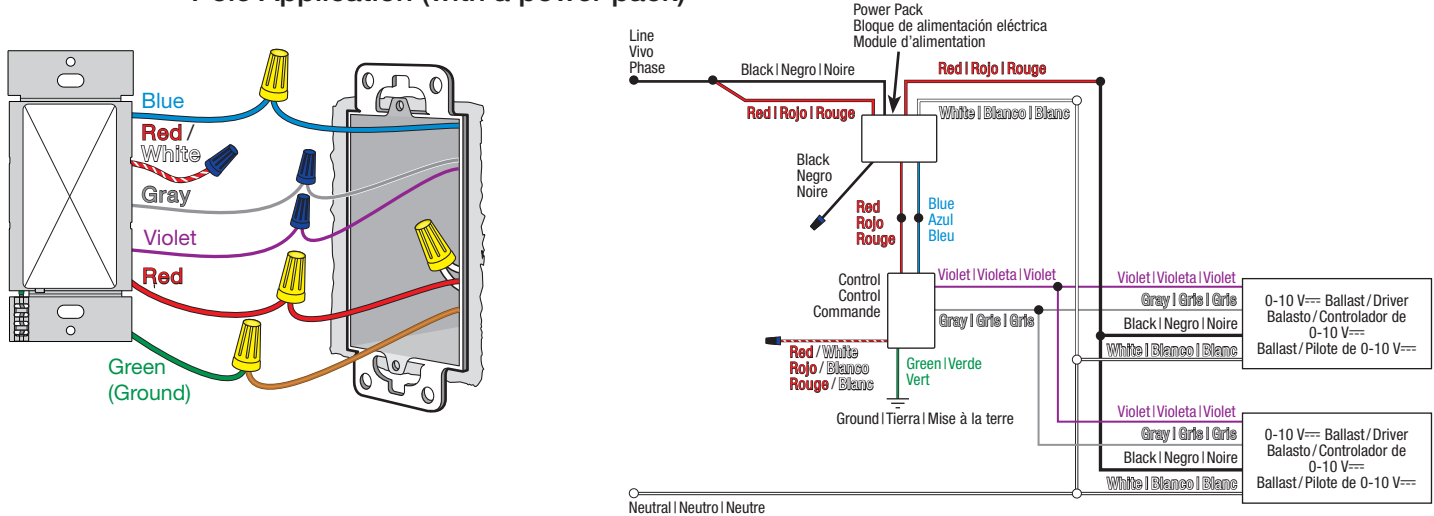 (with a power pack)
Blue
Red /
White
Gray
Violet
Red
Green
(Ground)
Power Pack
Bloque de alimentación eléctrica
Module d'alimentation
Line
Vivo
Phase
Black | Negro | Noire
Red | Rojo | Rouge
Red | Rojo | Rouge
White | Blanco | Blanc
Black
Negro
Noire
Red
Rojo
Rouge
Blue
Azul
Bleu
Control
Control
Commande
Violet | Violeta | Violet
Gray | Gris | Gris
Red / White
Rojo / Blanco
Rouge / Blanc
Green | Verde
Vert
Ground | Tierra | Mise à la terre
Violet | Violeta | Violet
Gray | Gris | Gris
Black | Negro | Noire
White | Blanco | Blanc
0-10 V⎓ Ballast / Driver
Balasto / Controlador de
0-10 V⎓
Ballast / Pilote de 0-10 V⎓
Violet | Violeta | Violet
Gray | Gris | Gris
Black | Negro | Noire
White | Blanco | Blanc
0-10 V⎓ Ballast / Driver
Balasto / Controlador de
0-10 V⎓
Ballast / Pilote de 0-10 V⎓
Neutral | Neutro | Neutre